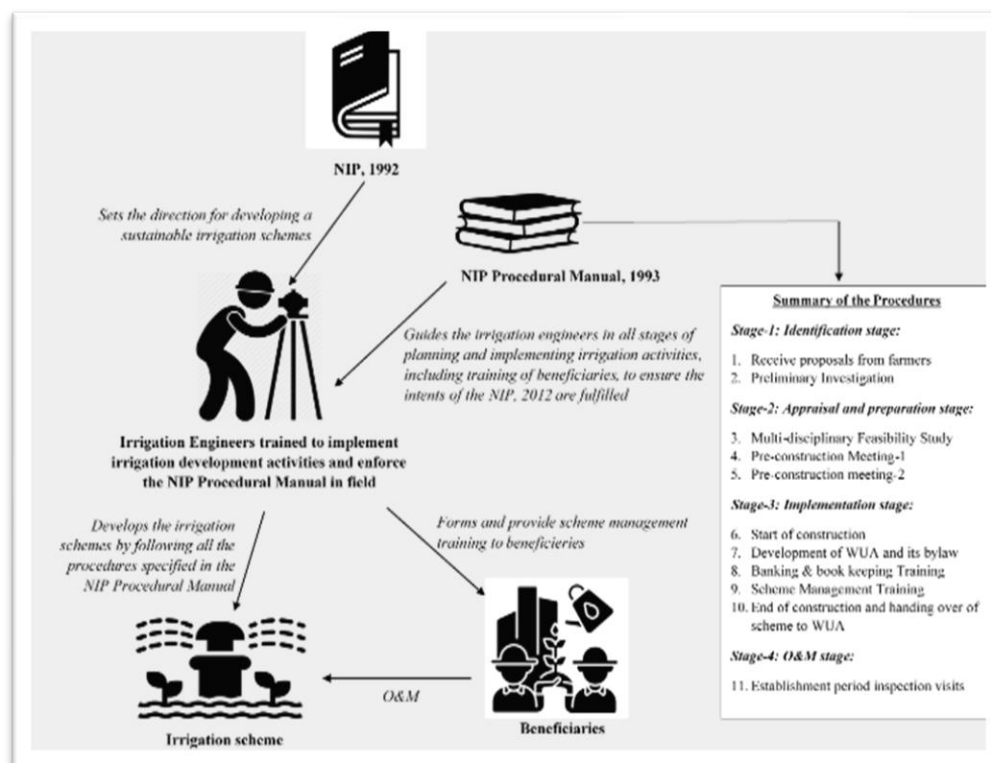 NIP, 1992
Sets the direction for developing a
sustainable irrigation schemes
NIP Procedural Manual, 1993
Guides the irrigation engineers in all stages of
planning and implementing irrigation activities,
including training of beneficiaries, to ensure the
intents of the NIP, 2012 are fulfilled
Irrigation Engineers trained to implement
irrigation development activities and enforce
the NIP Procedural Manual in field
Develops the irrigation
schemes by following all the
procedures specified in the
NIP Procedural Manual
Forms and provide scheme management
training to beneficieries
O&M
Irrigation scheme
Beneficiaries
Summary of the Procedures
Stage-1: Identification stage:
1. Receive proposals from farmers
2. Preliminary Investigation
Stage-2: Appraisal and preparation stage:
3. Multi-disciplinary Feasibility Study
4. Pre-construction Meeting-1
5. Pre-construction meeting-2
Stage-3: Implementation stage:
6. Start of construction
7. Development of WUA and its bylaw
8. Banking & book keeping Training
9. Scheme Management Training
10. End of construction and handing over of
scheme to WUA
Stage-4: O&M stage:
11. Establishment period inspection visits